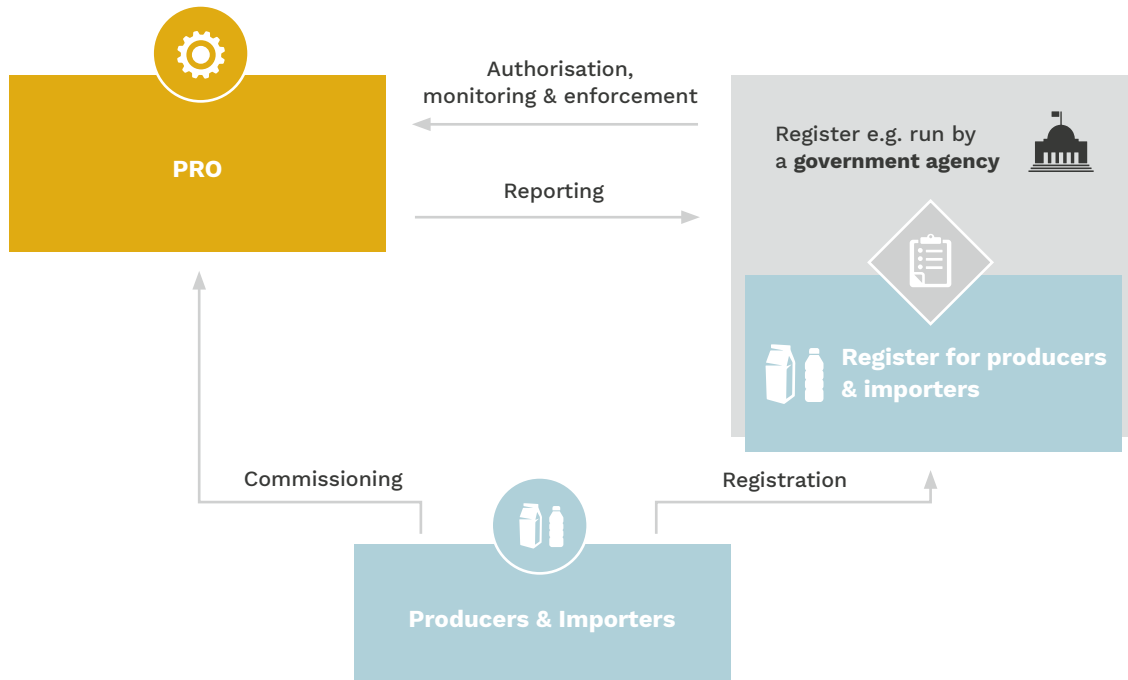 Authorisation,
monitoring & enforcement
Register e.g. run by
a government agency
PRO
Reporting
Register for producers
& importers
Commissioning
Registration
Producers & Importers